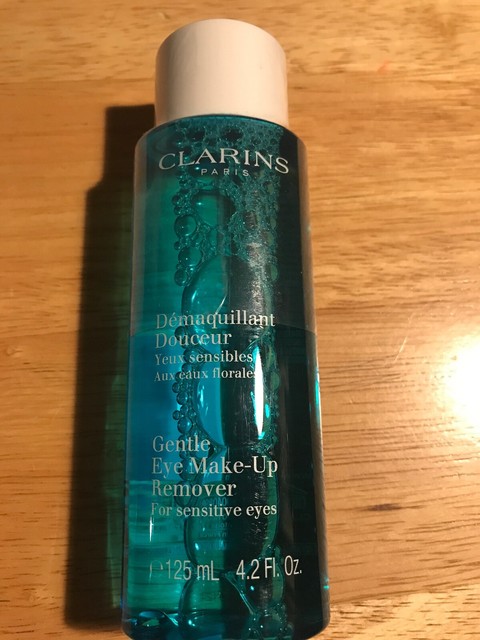 CLARINS
PARIS
Démaquillant
Douceur
Yeux sensibles
Aux eaux florales
Gentle
Eye Make-Up
Remover
For sensitive eyes
℮125 mL 4.2 Fl. Oz.